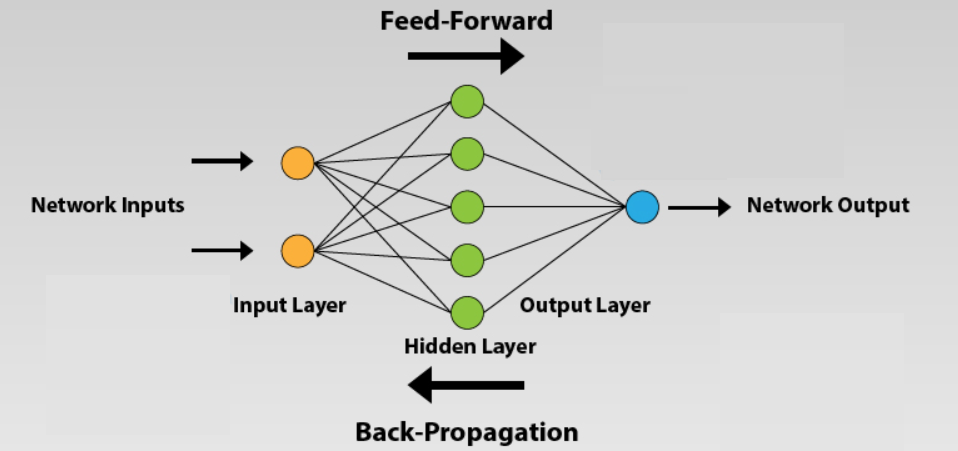 Feed-Forward
Network Inputs
Network Output
Input Layer
Output Layer
Hidden Layer
Back-Propagation